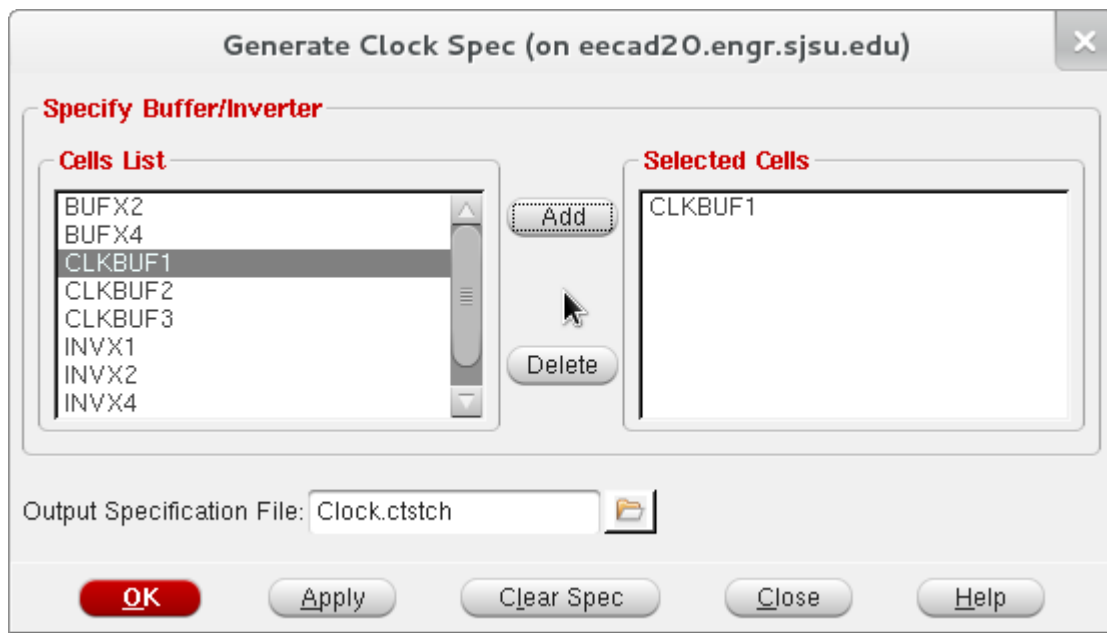 Generate Clock Spec (on eecad20.engr.sjsu.edu)
Specify Buffer/Inverter
Cells List
BUFX2
BUFX4
CLKBUF1
CLKBUF2
CLKBUF3
INVX1
INVX2
INVX4
Add
Delete
Selected Cells
CLKBUF1
Output Specification File: Clock.ctstch
OK Apply Clear Spec Close Help